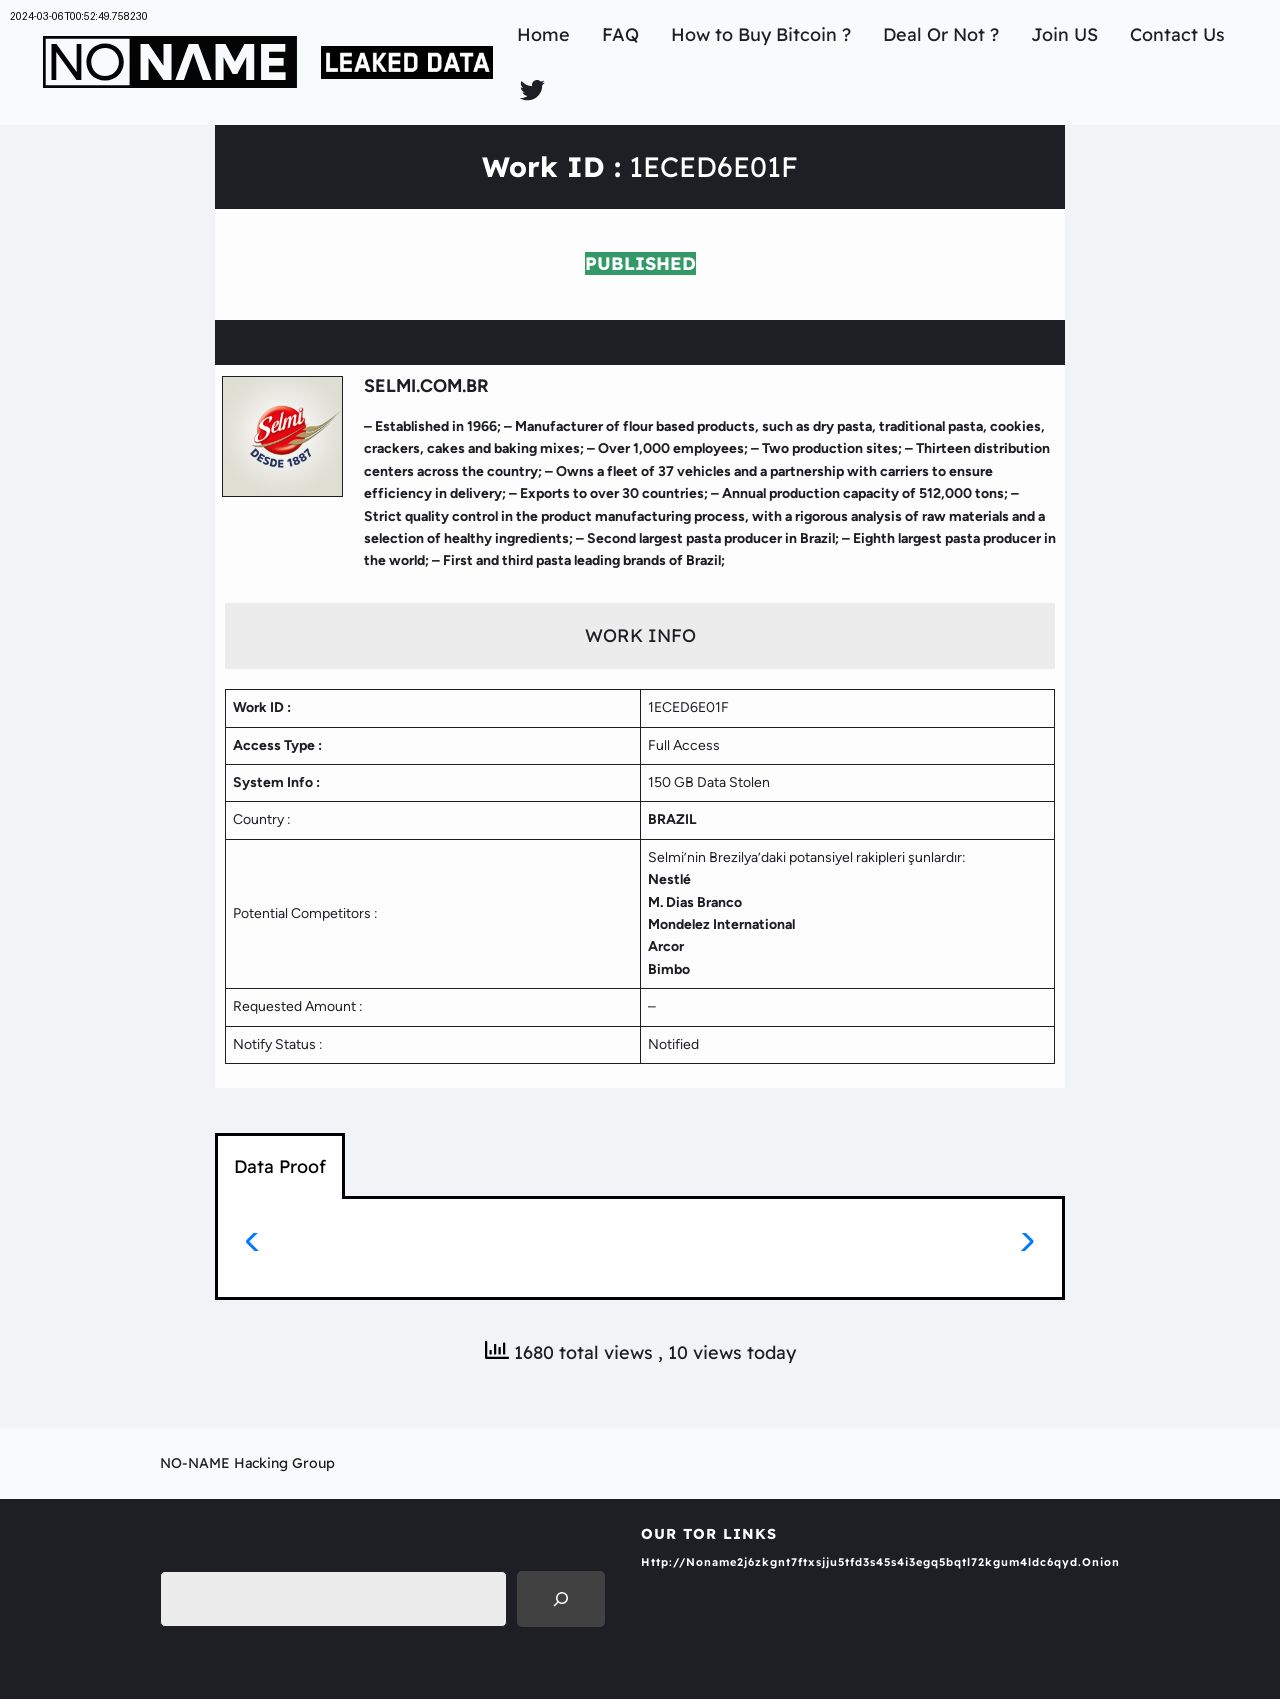 2024-03-06T00:52:49.758230
Home FAQ How to Buy Bitcoin ? Deal Or Not ? Join US Contact Us
NO NAME LEAKED DATA
Work ID : 1ECED6E01F
PUBLISHED
Selmi
DESDE 1887
SELMI.COM.BR
– Established in 1966; – Manufacturer of flour based products, such as dry pasta, traditional pasta, cookies,
crackers, cakes and baking mixes; – Over 1,000 employees; – Two production sites; – Thirteen distribution
centers across the country; – Owns a fleet of 37 vehicles and a partnership with carriers to ensure
efficiency in delivery; – Exports to over 30 countries; – Annual production capacity of 512,000 tons; –
Strict quality control in the product manufacturing process, with a rigorous analysis of raw materials and a
selection of healthy ingredients; – Second largest pasta producer in Brazil; – Eighth largest pasta producer in
the world; – First and third pasta leading brands of Brazil;
WORK INFO
Work ID : 1ECED6E01F
Access Type : Full Access
System Info : 150 GB Data Stolen
Country : BRAZIL
Potential Competitors : Selmi’nin Brezilya’daki potansiyel rakipleri şunlardır:
Nestlé
M. Dias Branco
Mondelez International
Arcor
Bimbo
Requested Amount : –
Notify Status : Notified
Data Proof
1680 total views , 10 views today
NO-NAME Hacking Group
OUR TOR LINKS
Http://Noname2j6zkgnt7ftxsjju5tfd3s45s4i3egq5bqtl72kgum4ldc6qyd.Onion